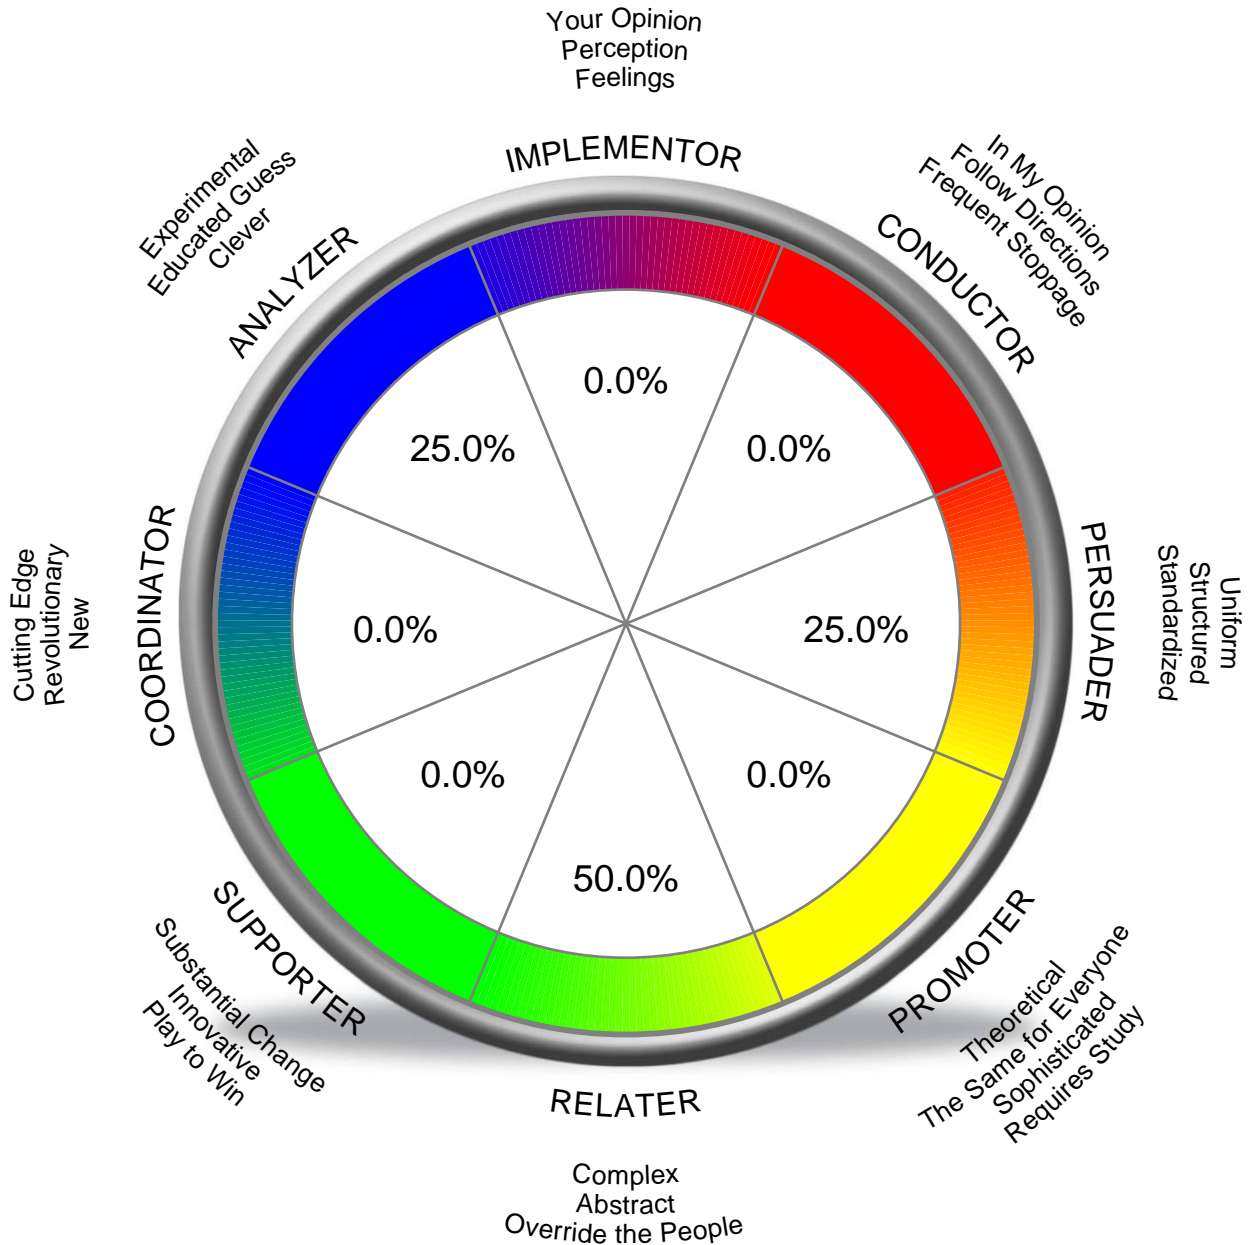 Your Opinion
Perception
Feelings
IMPLEMENTOR
In My Opinion
Follow Directions
Frequent Stoppage
CONDUCTOR
Experimental
Educated Guess
Clever
ANALYZER
0.0%
25.0%
0.0%
Cutting Edge
Revolutionary
New
COORDINATOR
0.0%
25.0%
PERSUADER
Uniform
Structured
Standardized
0.0%
0.0%
50.0%
SUPPORTER
Substantial Change
Innovative
Play to Win
PROMOTER
Theoretical
The Same for Everyone
Sophisticated
Requires Study
RELATER
Complex
Abstract
Override the People